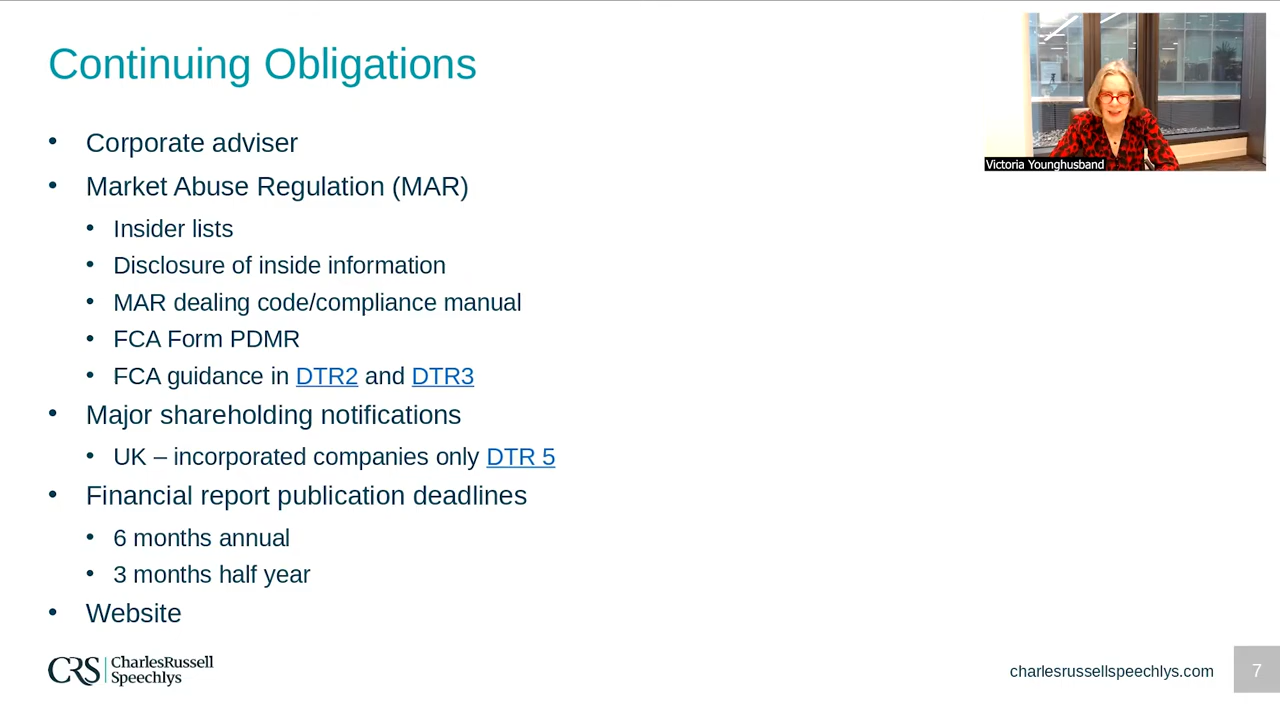 Continuing Obligations
Victoria Younghusband
• Corporate adviser
• Market Abuse Regulation (MAR)
• Insider lists
• Disclosure of inside information
• MAR dealing code/compliance manual
• FCA Form PDMR
• FCA guidance in DTR2 and DTR3
• Major shareholding notifications
• UK – incorporated companies only DTR 5
• Financial report publication deadlines
• 6 months annual
• 3 months half year
• Website
CRS CharlesRussell
Speechlys
charlesrussellspeechlys.com 7